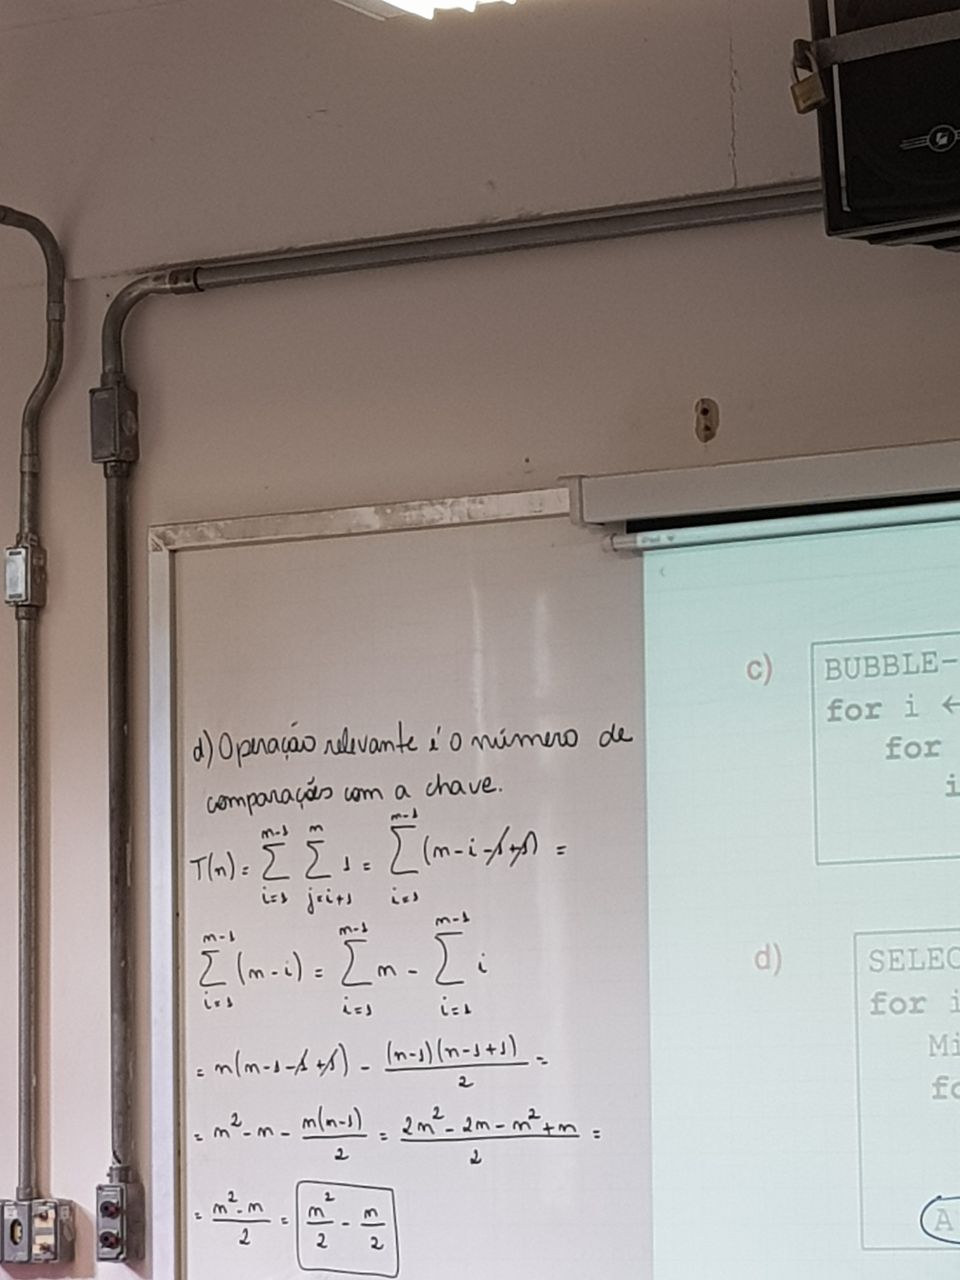 d) Operação relevante é o número de
comparações com a chave.
T(n) = \sum_{i=1}^{n-1} \sum_{j=i+1}^{n} 1 = \sum_{i=1}^{n-1} (n-i-1+1) =
\sum_{i=1}^{n-1} (n-i) = \sum_{i=1}^{n-1} n - \sum_{i=1}^{n-1} i
= n(n-1-1+1) - \frac{(n-1)(n-1+1)}{2} =
= n^2 - n - \frac{n(n-1)}{2} = \frac{2n^2 - 2n - n^2 + n}{2} =
= \frac{n^2 - n}{2} = \frac{n^2}{2} - \frac{n}{2}
c)
BUBBLE-
for i ←
for
i
d)
SELEC
for i
Mi
fo
A